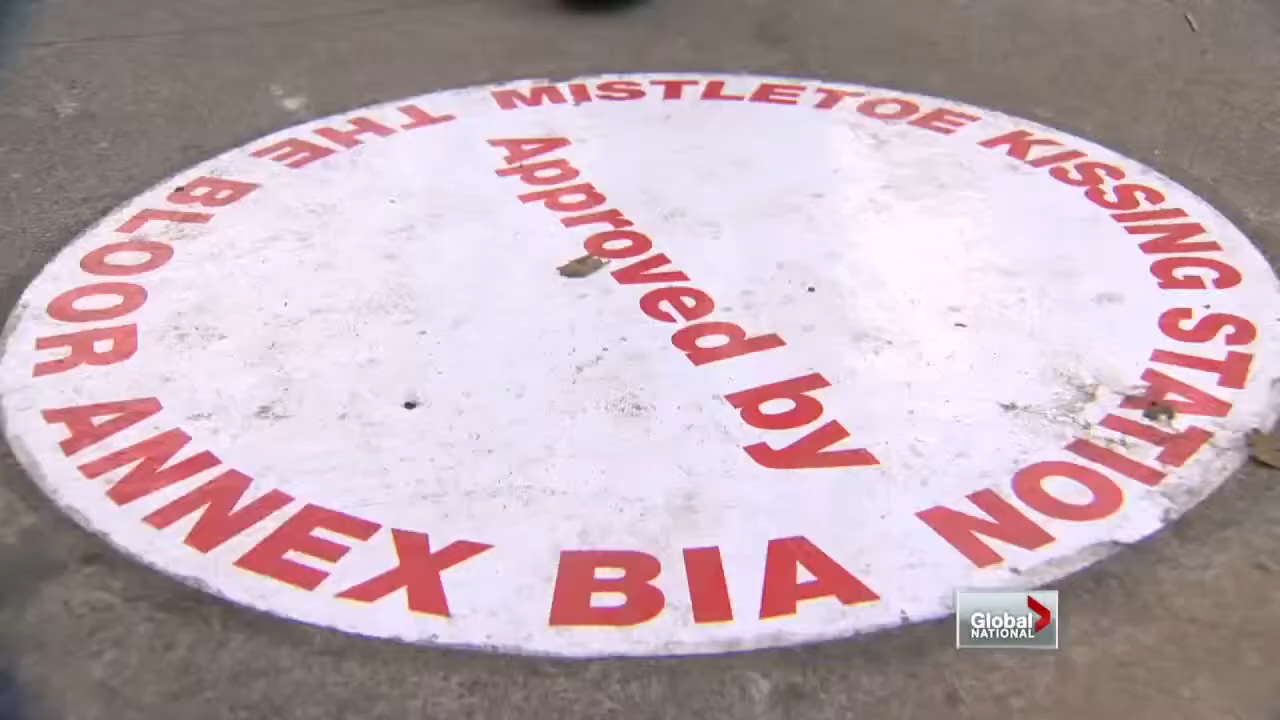 MISTLETOE KISSING STATION
Approved by
THE BLOOR ANNEX BIA
Global
NATIONAL